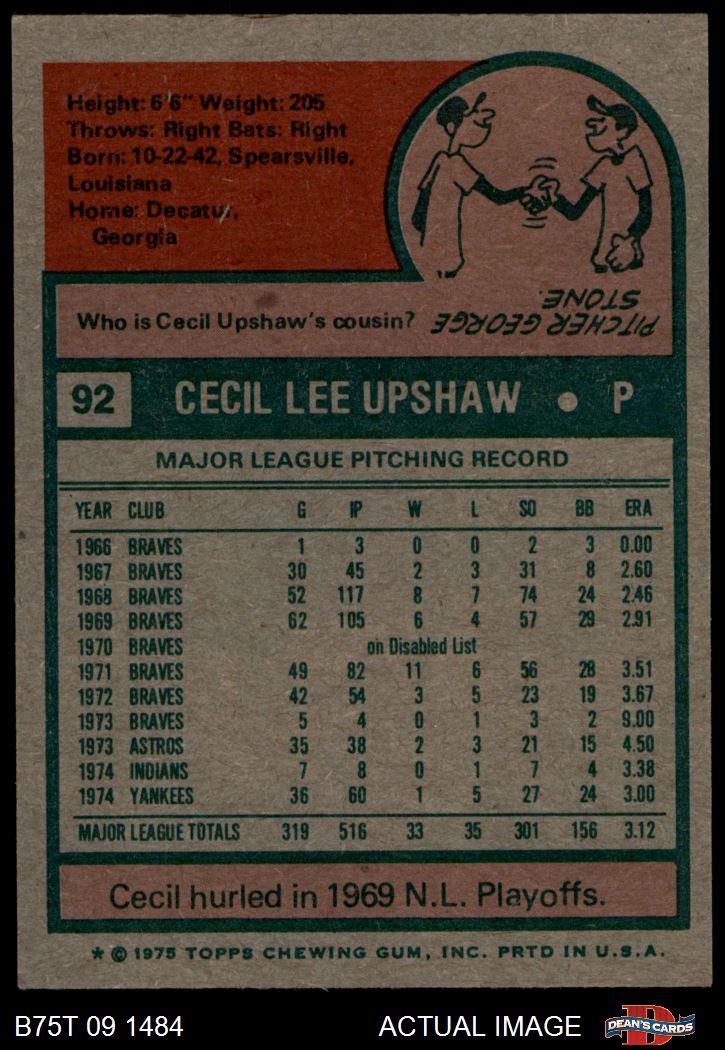 Height: 6'6" Weight: 205
Throws: Right Bats: Right
Born: 10-22-42, Spearsville,
Louisiana
Home: Decatur,
Georgia
Who is Cecil Upshaw's cousin?
PITCHER GEORGE
STONE.
92 CECIL LEE UPSHAW • P
MAJOR LEAGUE PITCHING RECORD
YEAR CLUB G IP W L SO BB ERA
1966 BRAVES 1 3 0 0 2 3 0.00
1967 BRAVES 30 45 2 3 31 8 2.60
1968 BRAVES 52 117 8 7 74 24 2.46
1969 BRAVES 62 105 6 4 57 29 2.91
1970 BRAVES on Disabled List
1971 BRAVES 49 82 11 6 56 28 3.51
1972 BRAVES 42 54 3 5 23 19 3.67
1973 BRAVES 5 4 0 1 3 2 9.00
1973 ASTROS 35 38 2 3 21 15 4.50
1974 INDIANS 7 8 0 1 7 4 3.38
1974 YANKEES 36 60 1 5 27 24 3.00
MAJOR LEAGUE TOTALS 319 516 33 35 301 156 3.12
Cecil hurled in 1969 N.L. Playoffs.
* © 1975 TOPPS CHEWING GUM, INC. PRTD IN U.S.A.
B75T 09 1484 ACTUAL IMAGE DEAN'S CARDS